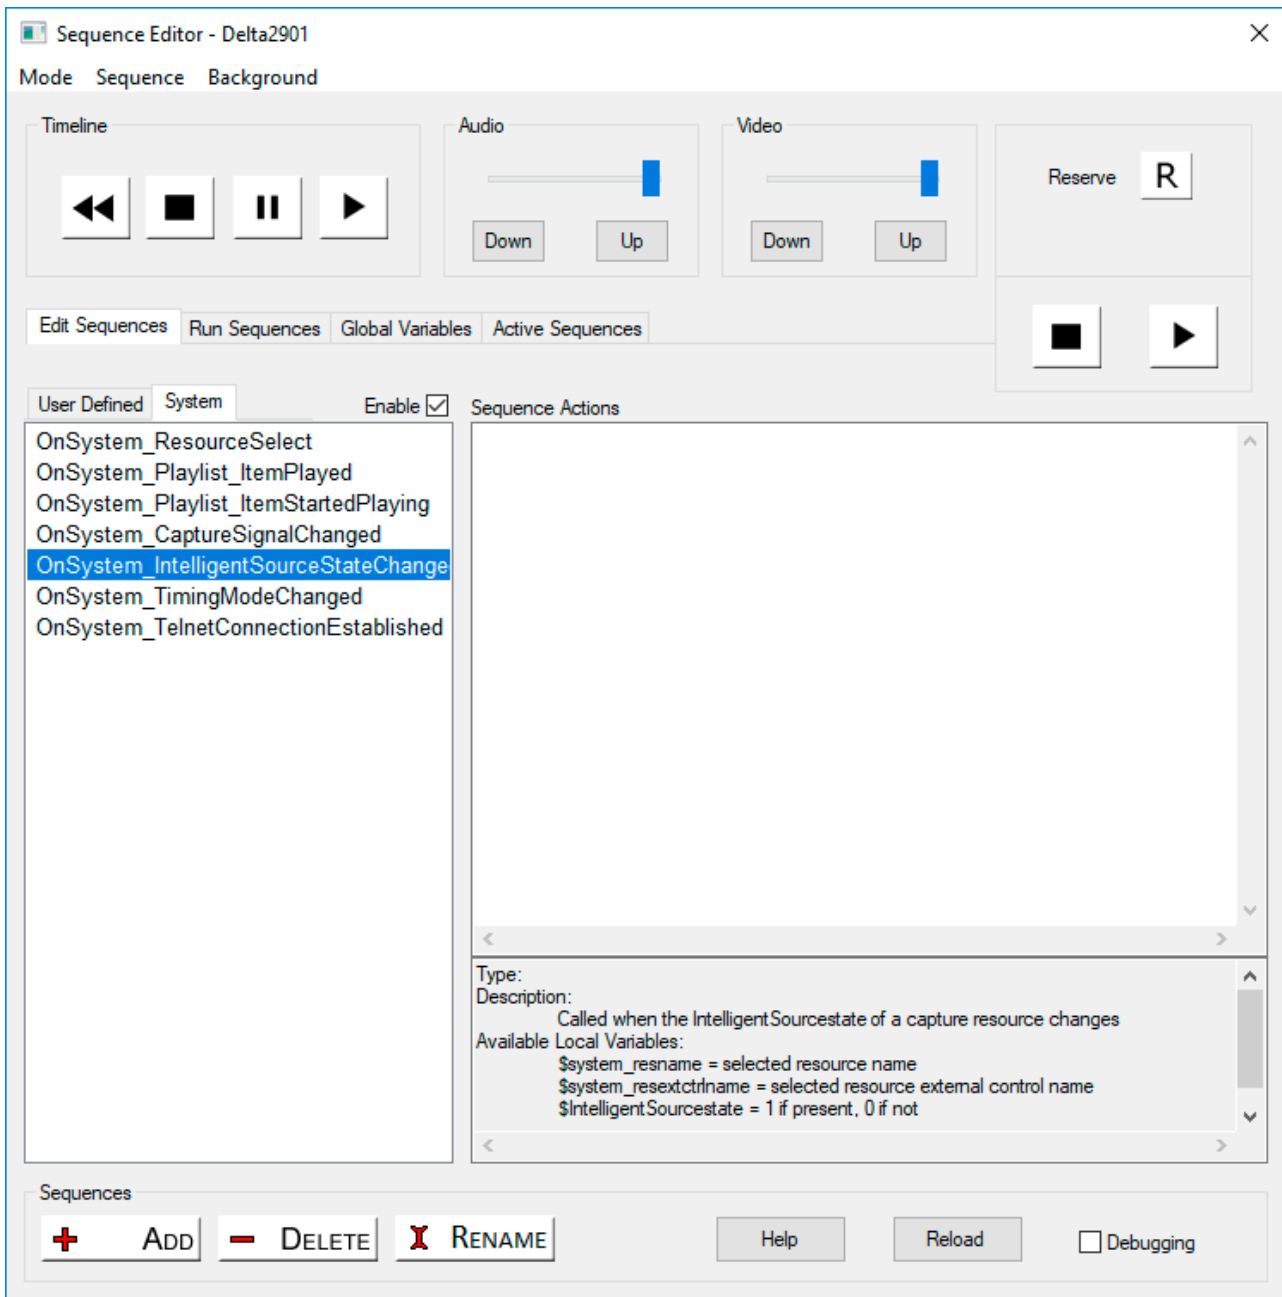 Sequence Editor - Delta2901
Mode Sequence Background
Timeline
Audio
Video
Reserve R
Down Up
Down Up
Edit Sequences Run Sequences Global Variables Active Sequences
User Defined System Enable
Sequence Actions
OnSystem_ResourceSelect
OnSystem_Playlist_ItemPlayed
OnSystem_Playlist_ItemStartedPlaying
OnSystem_CaptureSignalChanged
OnSystem_IntelligentSourceStateChange
OnSystem_TimingModeChanged
OnSystem_TelnetConnectionEstablished
Type:
Description:
Called when the IntelligentSourcestate of a capture resource changes
Available Local Variables:
$system_resname = selected resource name
$system_resextctrlname = selected resource external control name
$IntelligentSourcestate = 1 if present, 0 if not
Sequences
ADD DELETE RENAME Help Reload Debugging